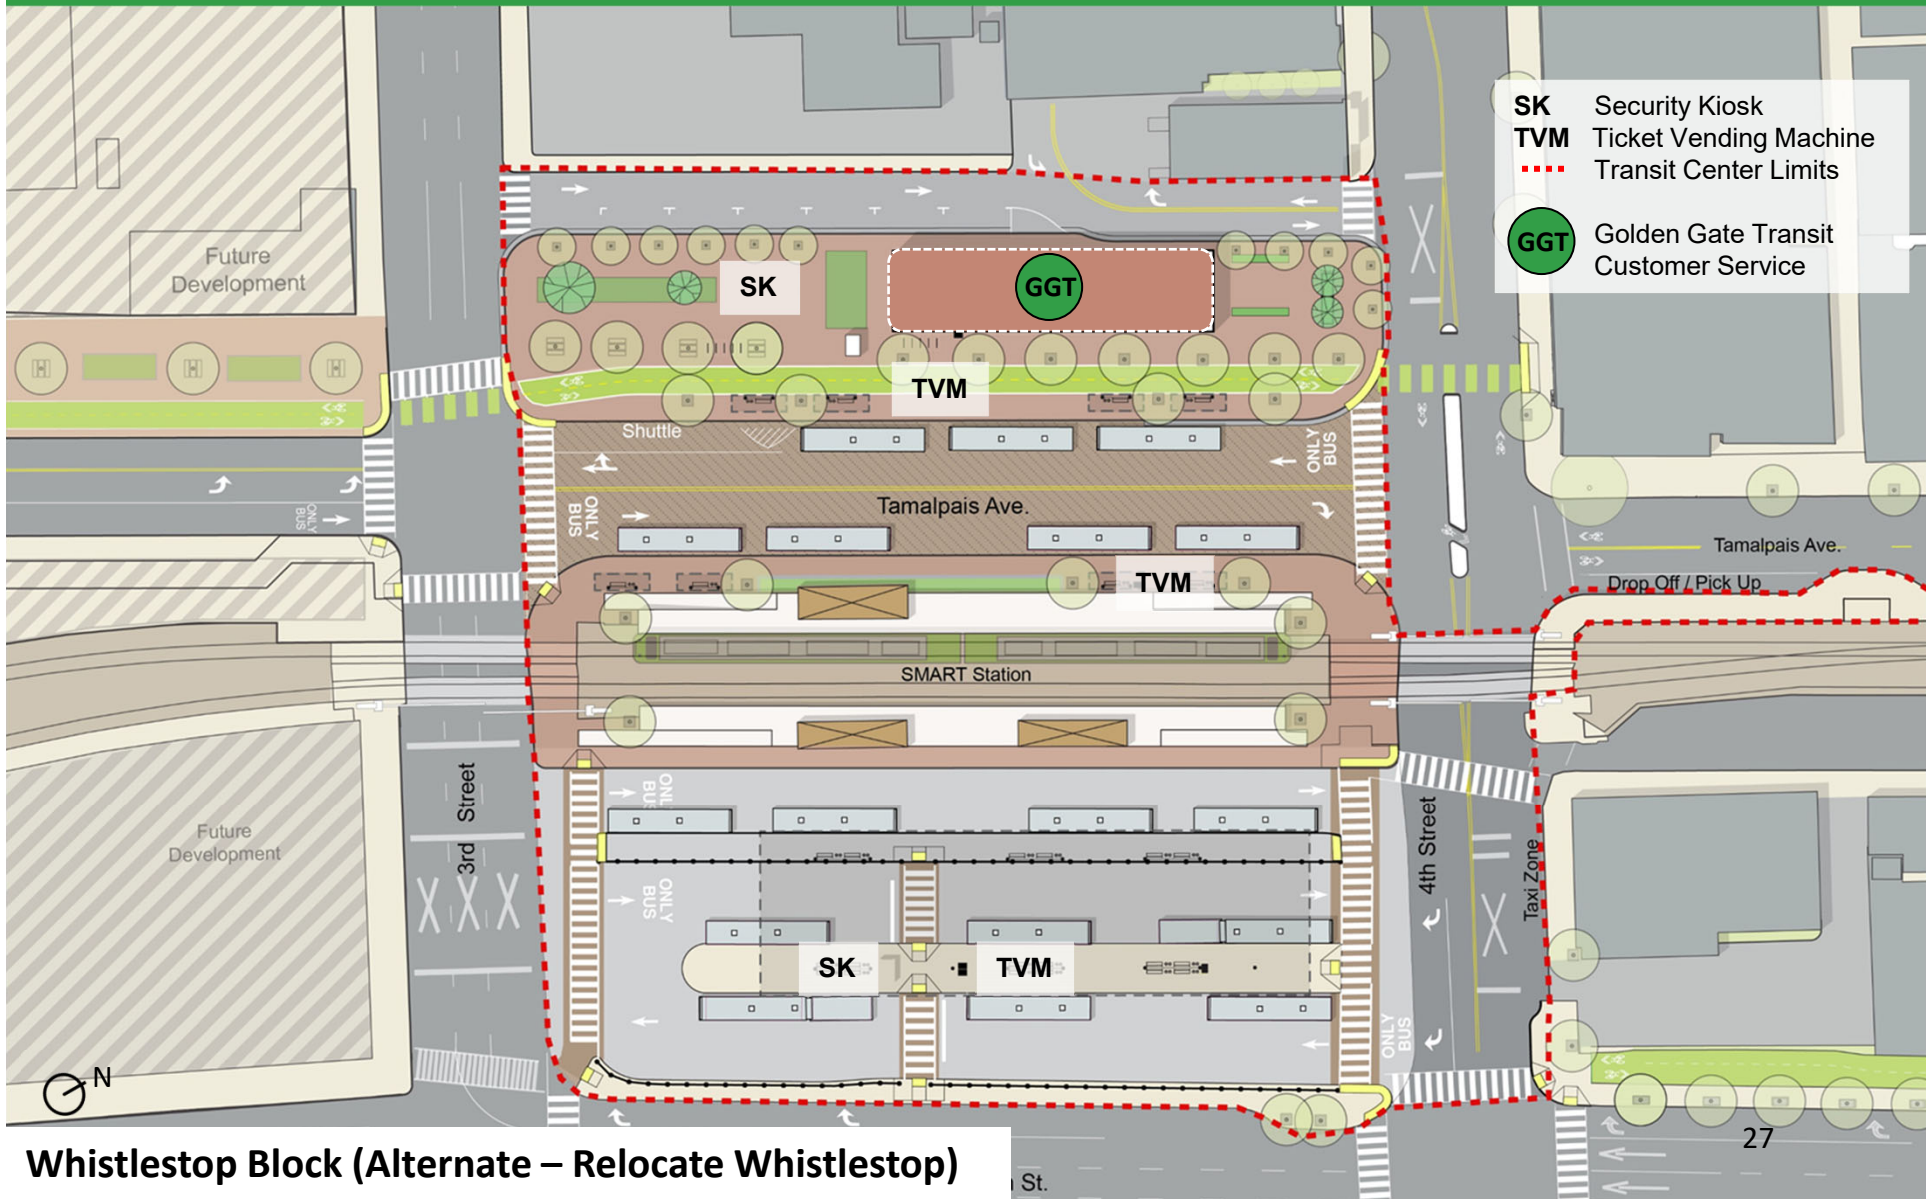 SK Security Kiosk
TVM Ticket Vending Machine
Transit Center Limits
GGT Golden Gate Transit
Customer Service
Future
Development
SK
GGT
TVM
Shuttle
ONLY
BUS
Tamalpais Ave.
ONLY
BUS
ONLY
BUS
Tamalpais Ave.
Drop Off / Pick Up
TVM
SMART Station
3rd Street
ONLY
BUS
Future
Development
ONLY
BUS
4th Street
Taxi Zone
SK
TVM
ONLY
BUS
N
27
Whistlestop Block (Alternate – Relocate Whistlestop)
St.